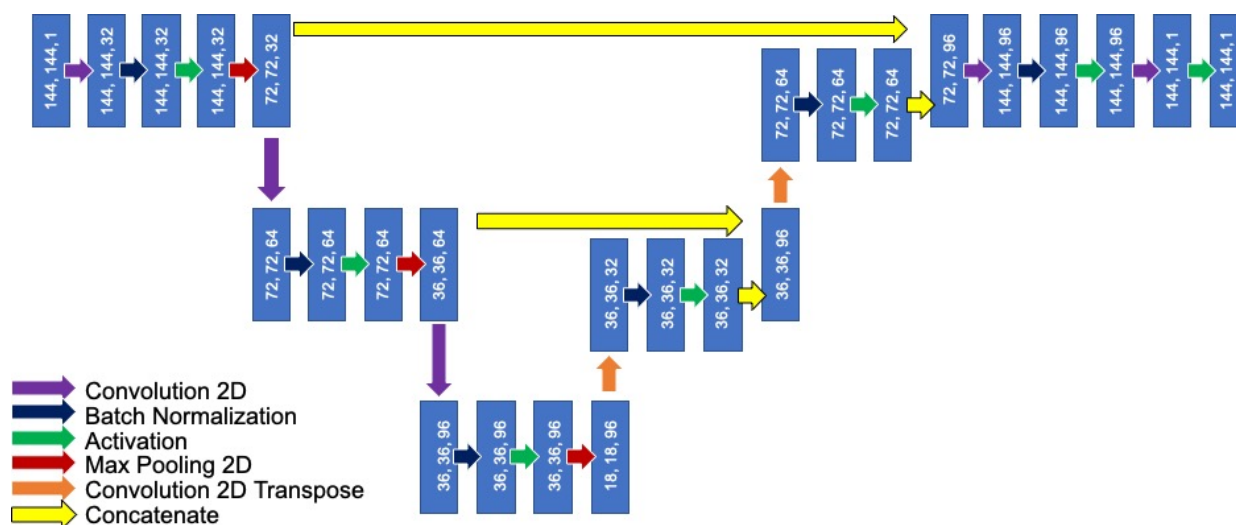 144, 144, 1
144, 144, 32
144, 144, 32
144, 144, 32
72, 72, 32
72, 72, 64
72, 72, 64
72, 72, 64
36, 36, 64
36, 36, 96
36, 36, 96
36, 36, 96
18, 18, 96
36, 36, 32
36, 36, 32
36, 36, 32
36, 36, 96
72, 72, 64
72, 72, 64
72, 72, 64
72, 72, 96
144, 144, 96
144, 144, 96
144, 144, 96
144, 144, 1
144, 144, 1
Convolution 2D
Batch Normalization
Activation
Max Pooling 2D
Convolution 2D Transpose
Concatenate